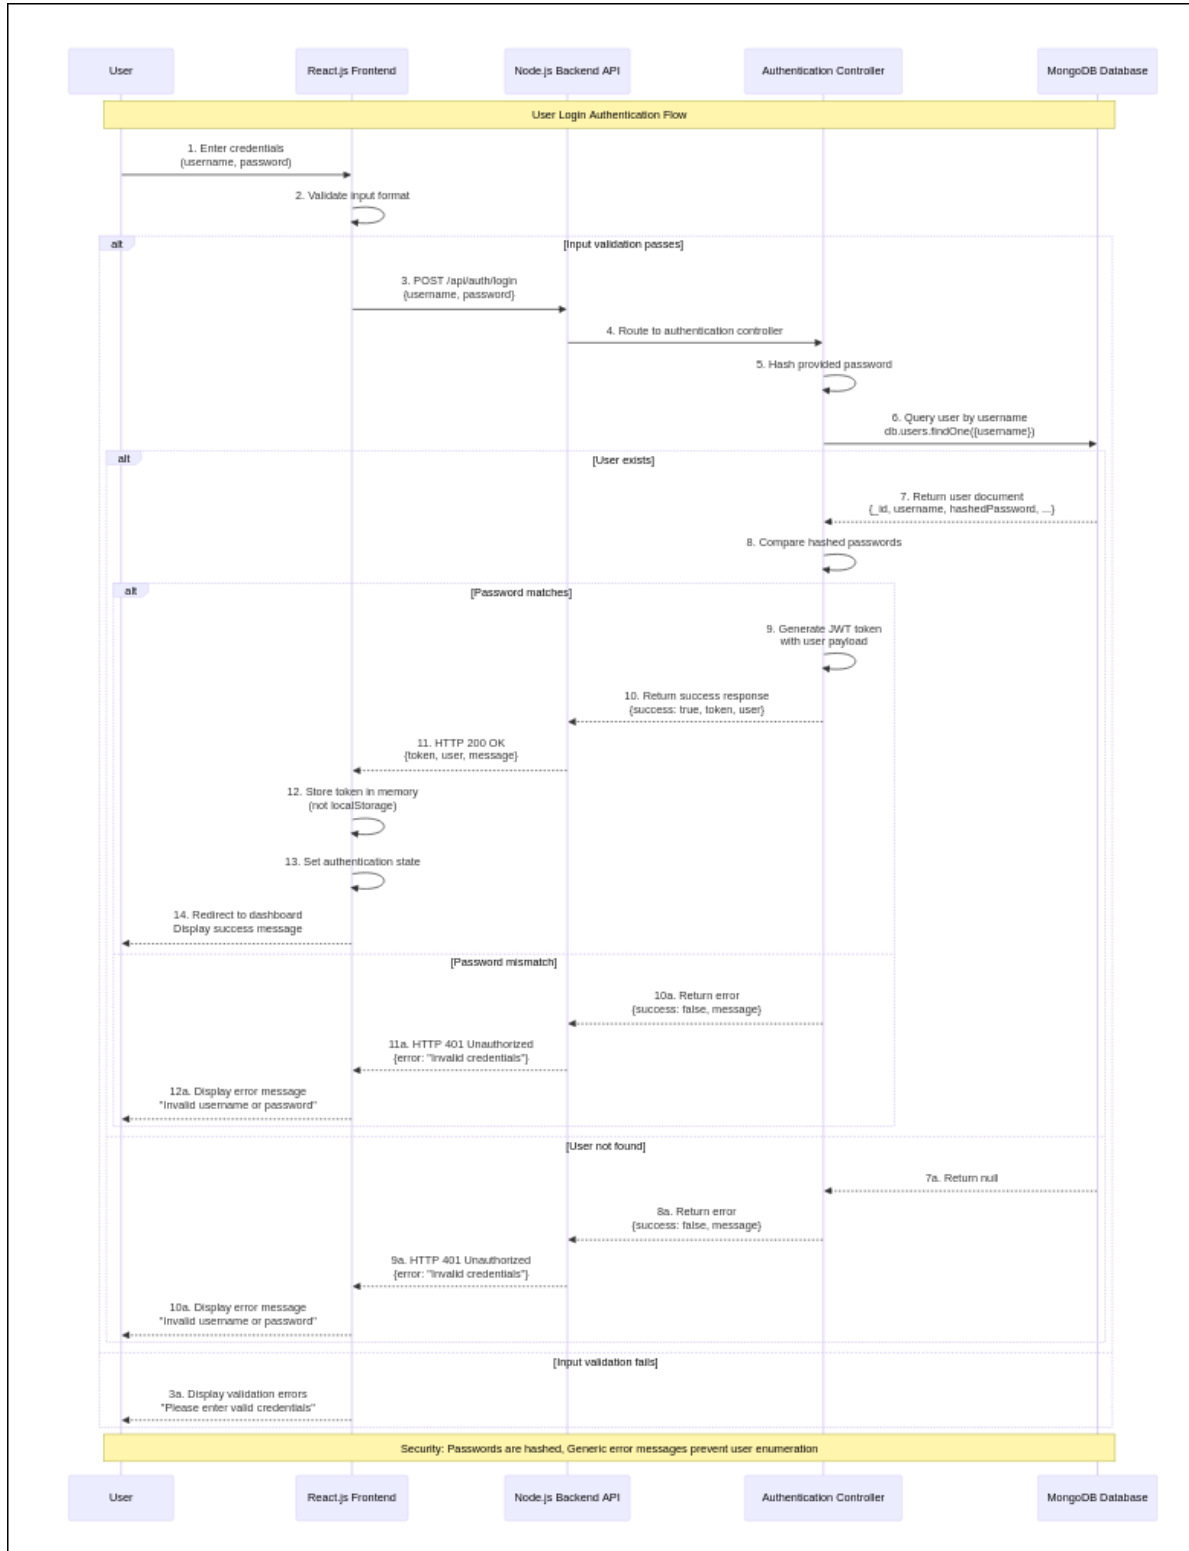 User
React.js Frontend
Node.js Backend API
Authentication Controller
MongoDB Database
User Login Authentication Flow
1. Enter credentials
(username, password)
2. Validate input format
alt
[Input validation passes]
3. POST /api/auth/login
{username, password}
4. Route to authentication controller
5. Hash provided password
6. Query user by username
db.users.findOne({username})
alt
[User exists]
7. Return user document
{_id, username, hashedPassword, ...}
8. Compare hashed passwords
alt
[Password matches]
9. Generate JWT token
with user payload
10. Return success response
{success: true, token, user}
11. HTTP 200 OK
{token, user, message}
12. Store token in memory
(not localStorage)
13. Set authentication state
14. Redirect to dashboard
Display success message
[Password mismatch]
10a. Return error
{success: false, message}
11a. HTTP 401 Unauthorized
{error: "Invalid credentials"}
12a. Display error message
"Invalid username or password"
[User not found]
7a. Return null
8a. Return error
{success: false, message}
9a. HTTP 401 Unauthorized
{error: "Invalid credentials"}
10a. Display error message
"Invalid username or password"
[Input validation fails]
3a. Display validation errors
"Please enter valid credentials"
Security: Passwords are hashed, Generic error messages prevent user enumeration
User
React.js Frontend
Node.js Backend API
Authentication Controller
MongoDB Database